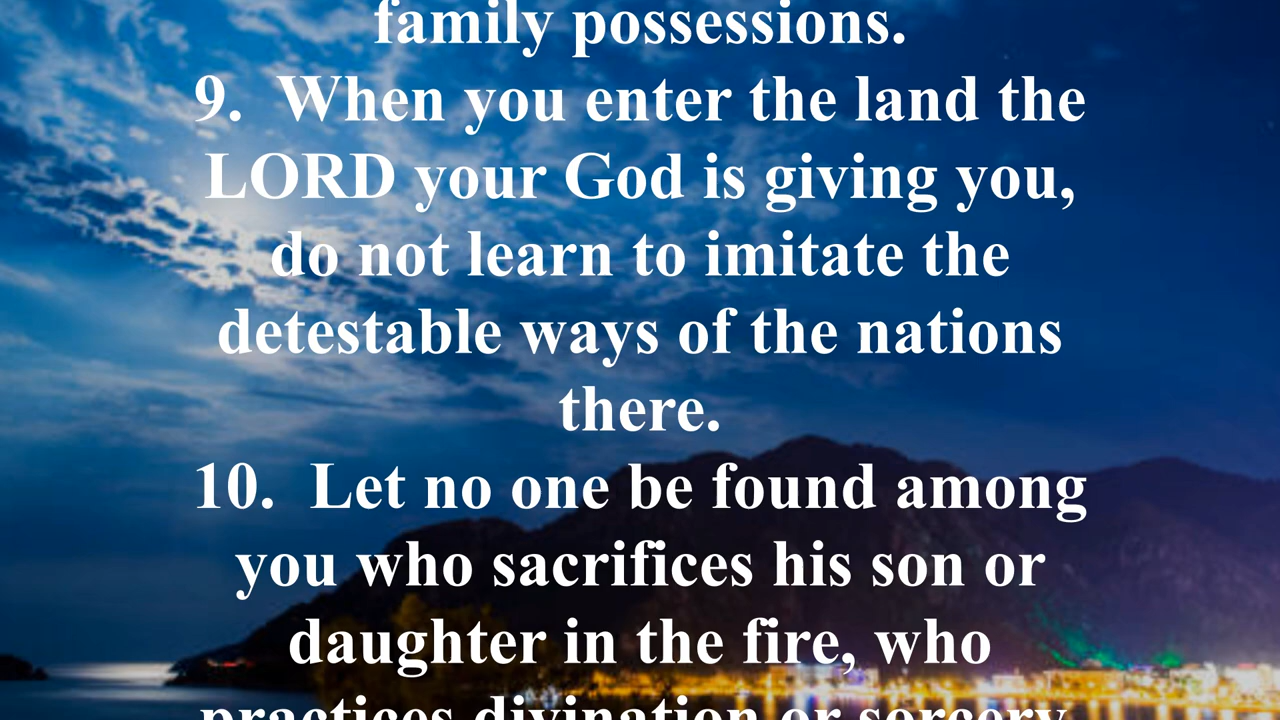 family possessions.
9. When you enter the land the
LORD your God is giving you,
do not learn to imitate the
detestable ways of the nations
there.
10. Let no one be found among
you who sacrifices his son or
daughter in the fire, who
practices divination or sorcery,